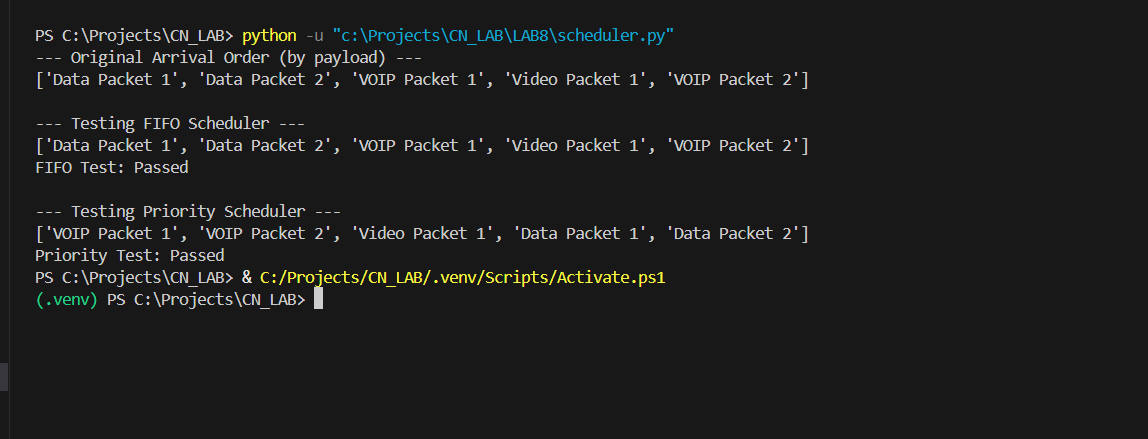 PS C:\Projects\CN_LAB> python -u "c:\Projects\CN_LAB\LAB8\scheduler.py"
--- Original Arrival Order (by payload) ---
['Data Packet 1', 'Data Packet 2', 'VOIP Packet 1', 'Video Packet 1', 'VOIP Packet 2']
--- Testing FIFO Scheduler ---
['Data Packet 1', 'Data Packet 2', 'VOIP Packet 1', 'Video Packet 1', 'VOIP Packet 2']
FIFO Test: Passed
--- Testing Priority Scheduler ---
['VOIP Packet 1', 'VOIP Packet 2', 'Video Packet 1', 'Data Packet 1', 'Data Packet 2']
Priority Test: Passed
PS C:\Projects\CN_LAB> & C:/Projects/CN_LAB/.venv/Scripts/Activate.ps1
(.venv) PS C:\Projects\CN_LAB>